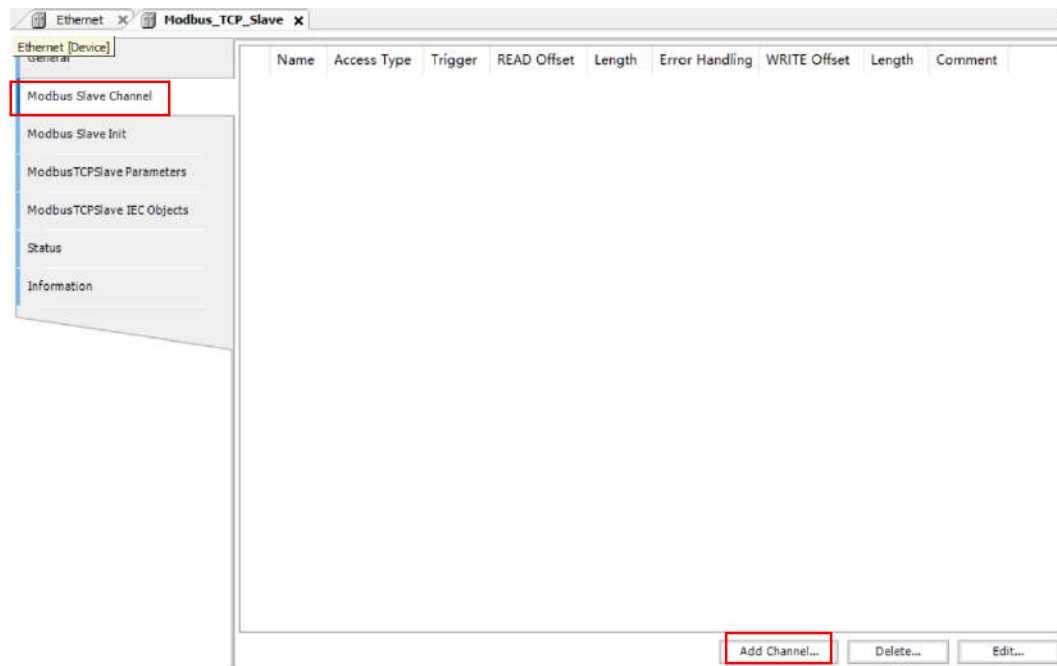 Ethernet Modbus_TCP_Slave
Ethernet [Device]
General
Name Access Type Trigger READ Offset Length Error Handling WRITE Offset Length Comment
Modbus Slave Channel
Modbus Slave Init
ModbusTCPSlave Parameters
ModbusTCPSlave IEC Objects
Status
Information
Add Channel... Delete... Edit...